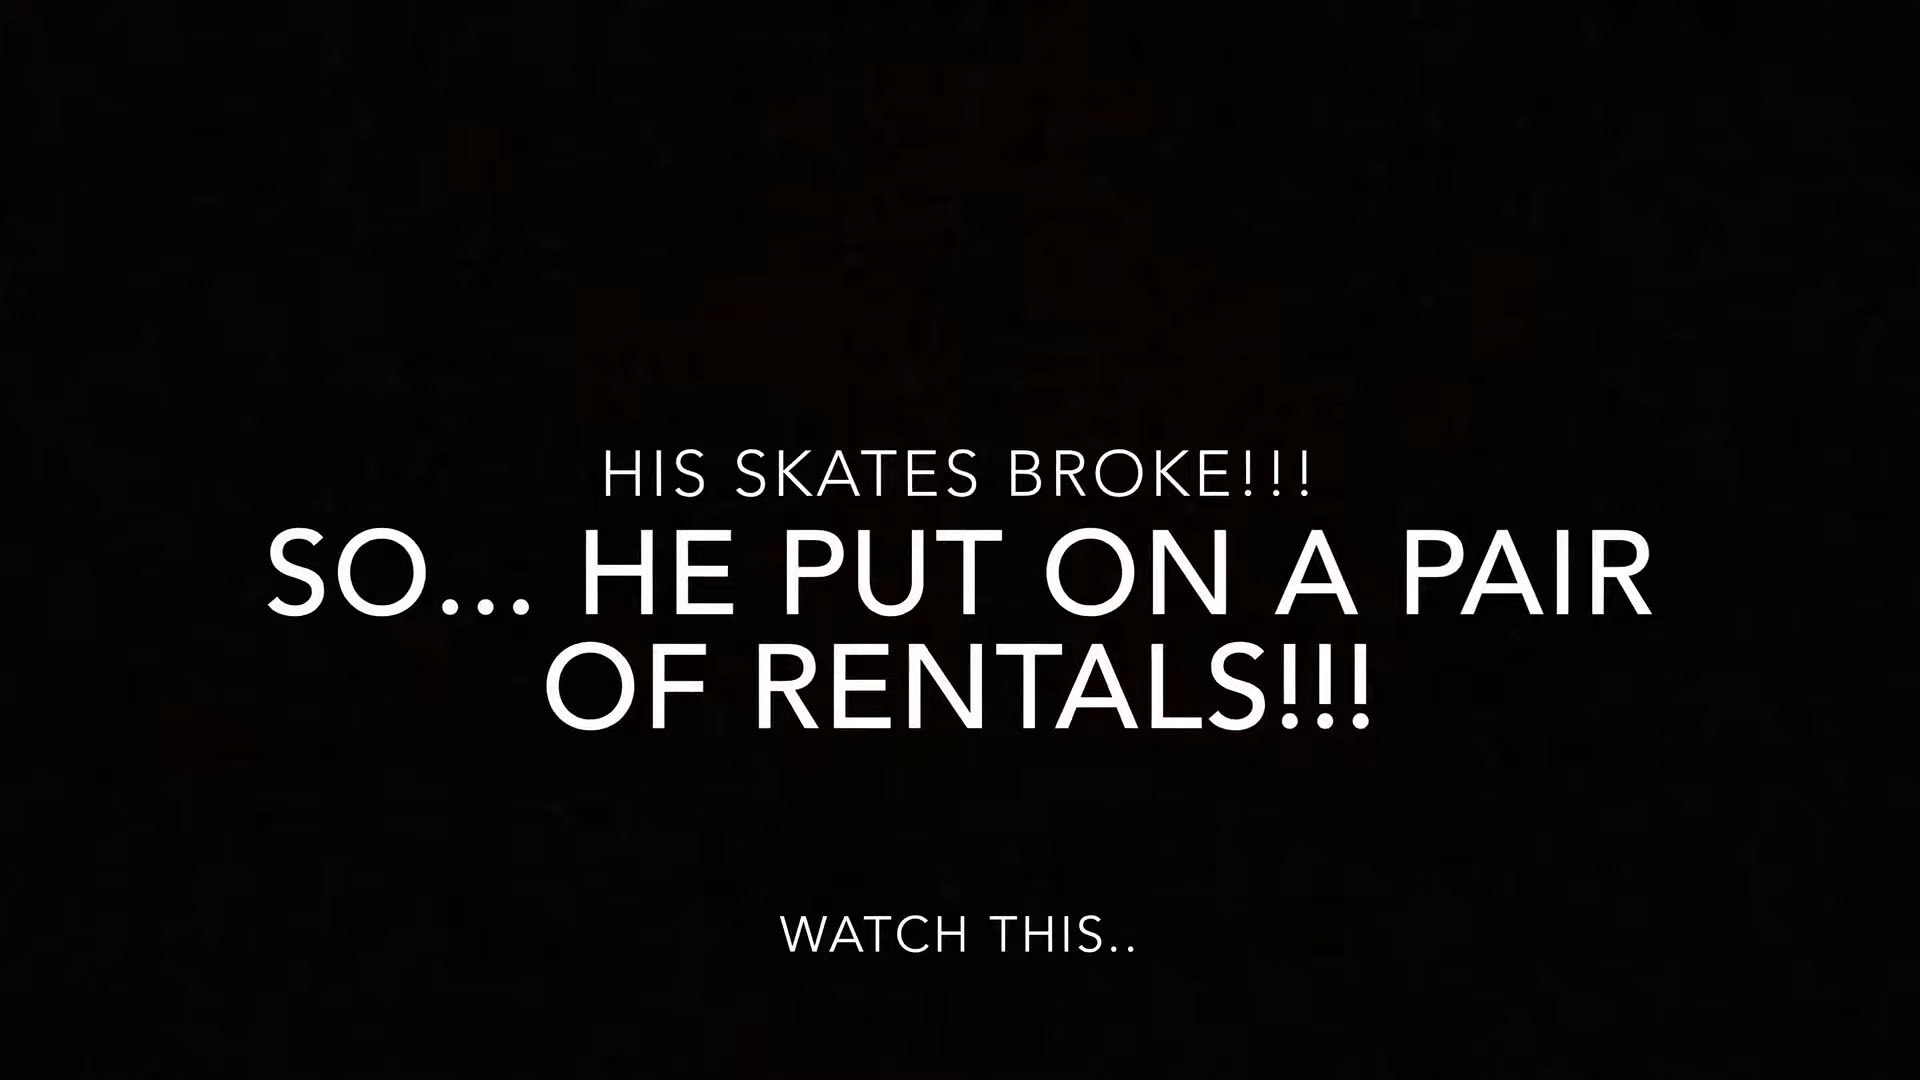 HIS SKATES BROKE!!!
SO... HE PUT ON A PAIR
OF RENTALS!!!
WATCH THIS..